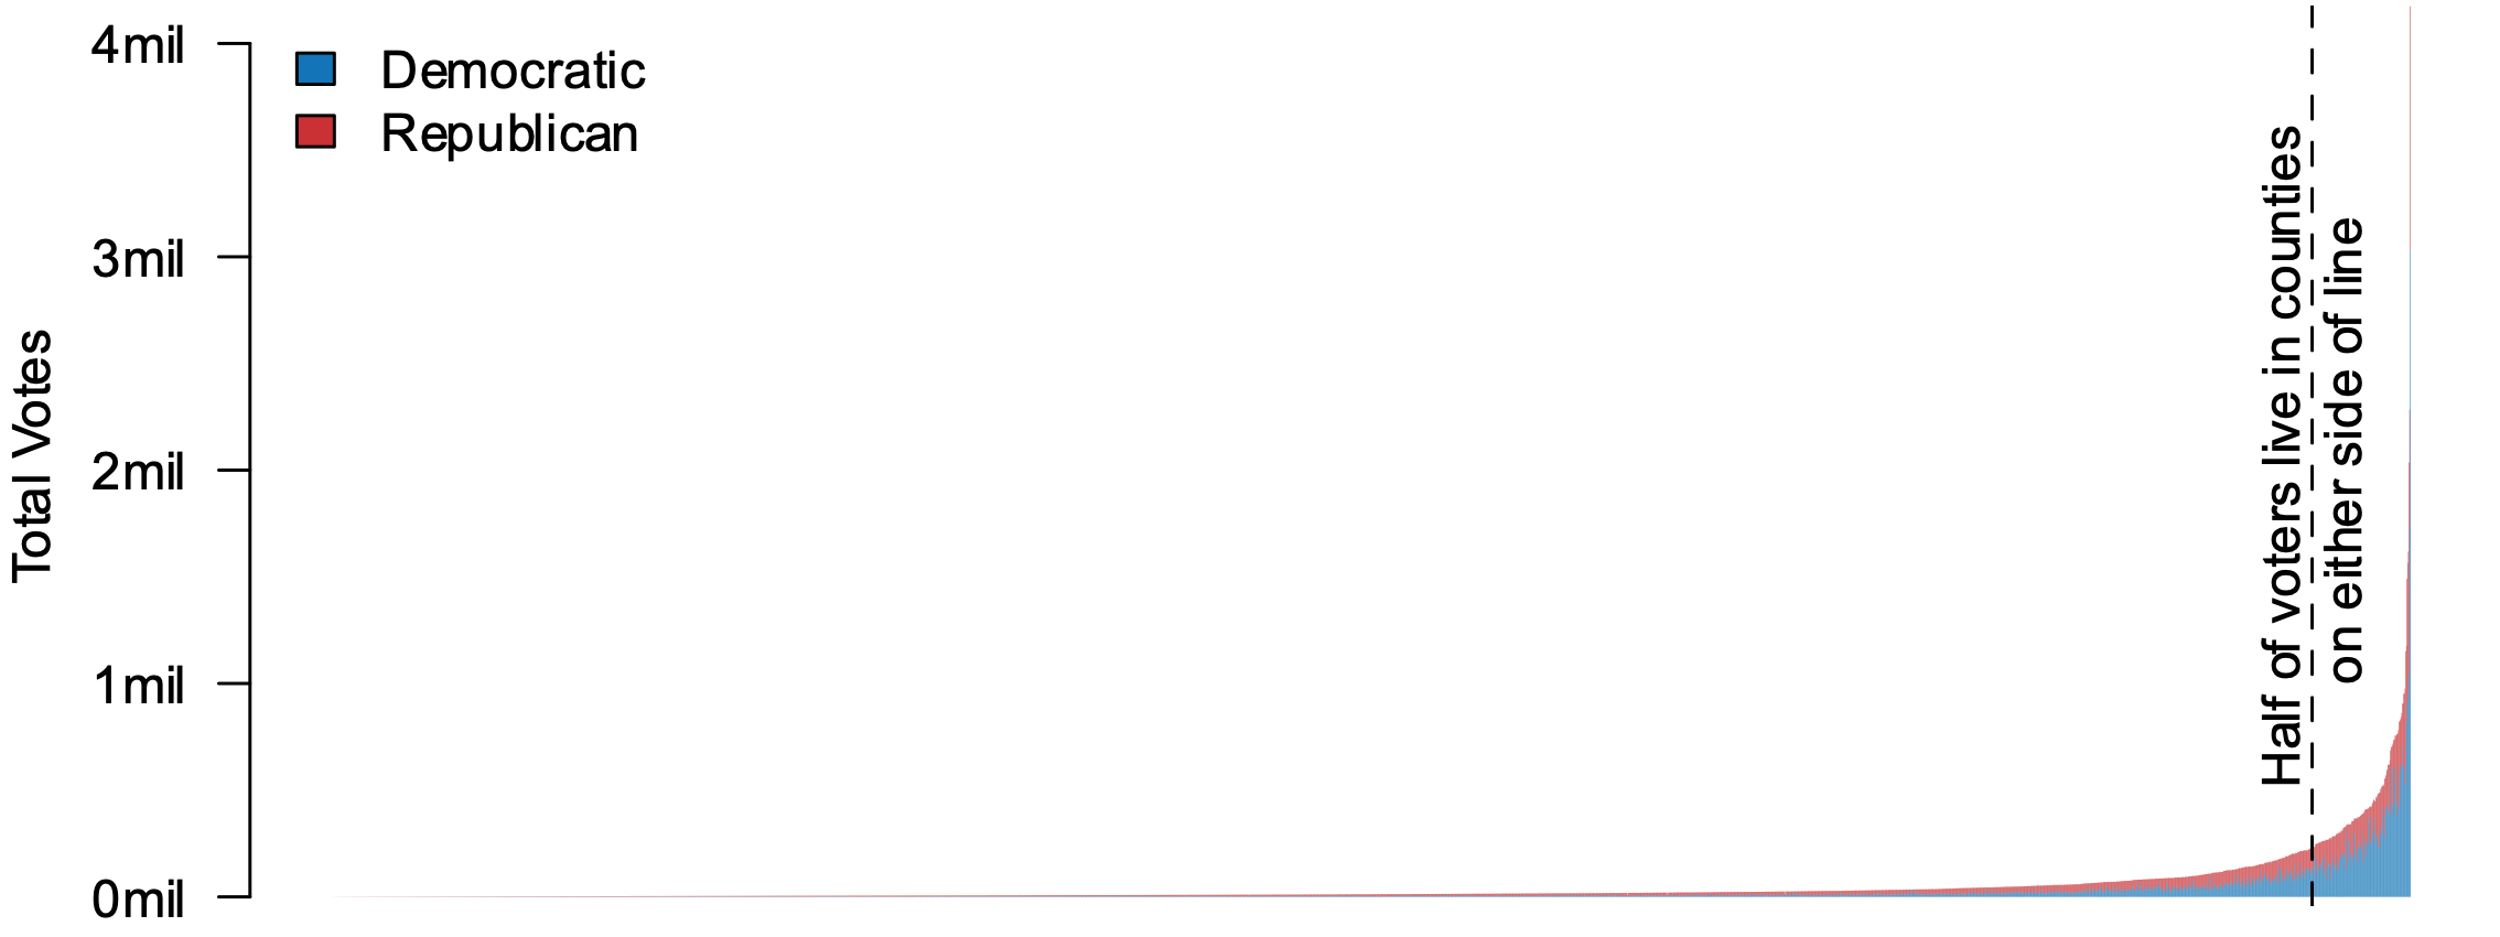 4mil
3mil
2mil
1mil
0mil
Total Votes
Democratic
Republican
Half of voters live in counties
on either side of line